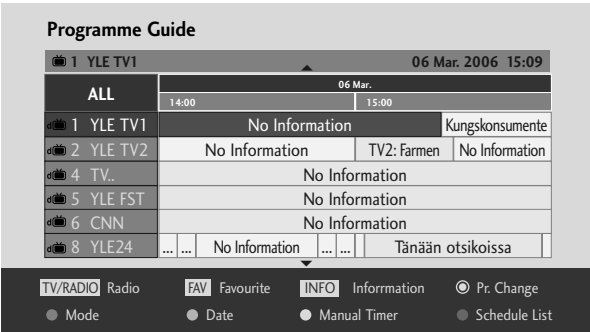 Programme Guide
1 YLE TV1 06 Mar. 2006 15:09
ALL 06 Mar.
14:00 15:00
d 1 YLE TV1 No Information Kungskonsumente
d 2 YLE TV2 No Information TV2: Farmen No Information
d 4 TV.. No Information
d 5 YLE FST No Information
d 6 CNN No Information
d 8 YLE24 ... ... No Information ... ... Tänään otsikoissa
TV/RADIO Radio FAV Favourite INFO Information Pr. Change
Mode Date Manual Timer Schedule List